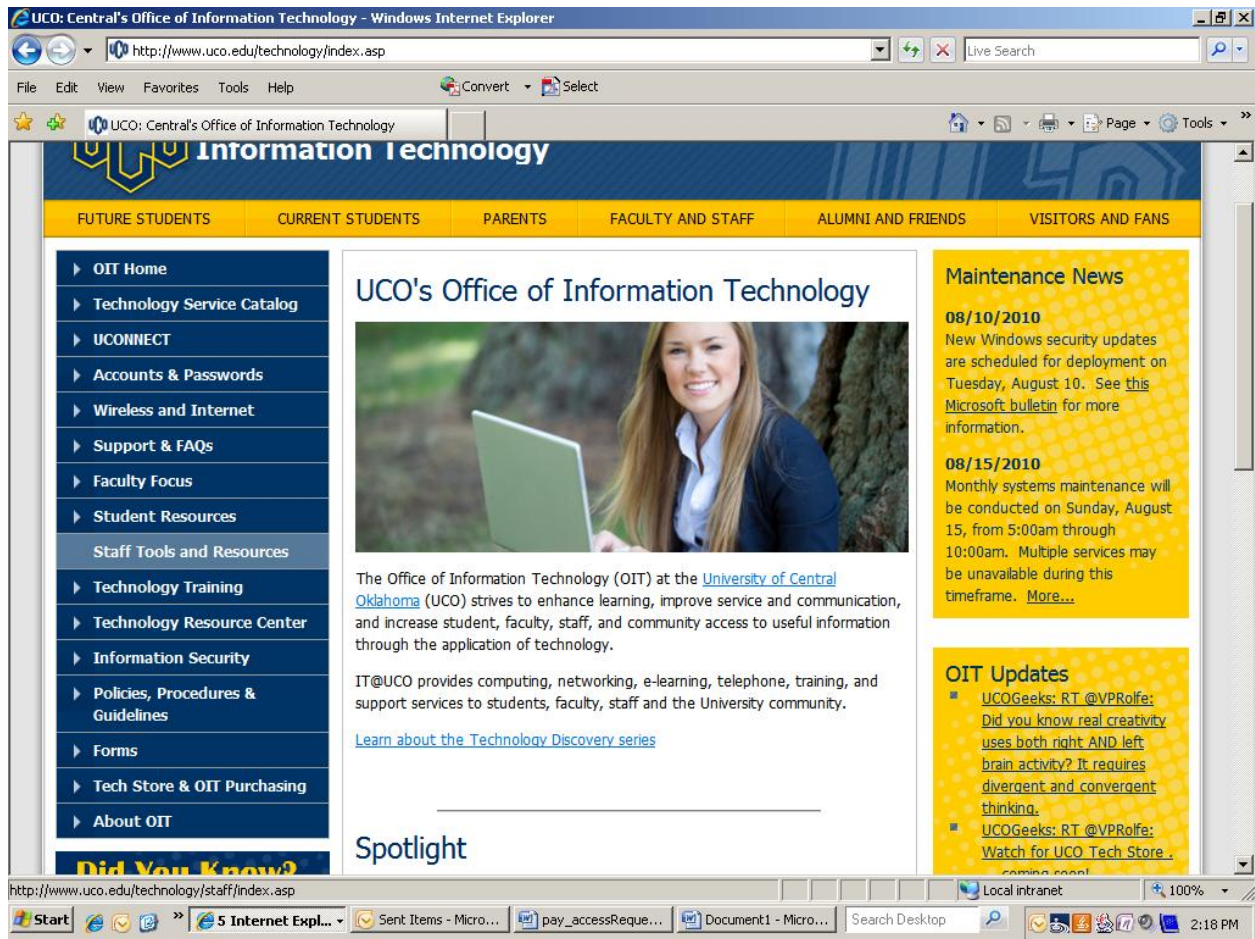 UCO: Central's Office of Information Technology - Windows Internet Explorer
http://www.uco.edu/technology/index.asp
Live Search
File Edit View Favorites Tools Help
Convert Select
UCO: Central's Office of Information Technology
Page Tools
Information Technology
FUTURE STUDENTS CURRENT STUDENTS PARENTS FACULTY AND STAFF ALUMNI AND FRIENDS VISITORS AND FANS
OIT Home
Technology Service Catalog
UCONNECT
Accounts & Passwords
Wireless and Internet
Support & FAQs
Faculty Focus
Student Resources
Staff Tools and Resources
Technology Training
Technology Resource Center
Information Security
Policies, Procedures &
Guidelines
Forms
Tech Store & OIT Purchasing
About OIT
Did You Know?
UCO's Office of Information Technology
The Office of Information Technology (OIT) at the University of Central
Oklahoma (UCO) strives to enhance learning, improve service and communication,
and increase student, faculty, staff, and community access to useful information
through the application of technology.
IT@UCO provides computing, networking, e-learning, telephone, training, and
support services to students, faculty, staff and the University community.
Learn about the Technology Discovery series
Spotlight
Maintenance News
08/10/2010
New Windows security updates
are scheduled for deployment on
Tuesday, August 10. See this
Microsoft bulletin for more
information.
08/15/2010
Monthly systems maintenance will
be conducted on Sunday, August
15, from 5:00am through
10:00am. Multiple services may
be unavailable during this
timeframe. More...
OIT Updates
UCOGeeks: RT @VPRolfe:
Did you know real creativity
uses both right AND left
brain activity? It requires
divergent and convergent
thinking.
UCOGeeks: RT @VPRolfe:
Watch for UCO Tech Store .
coming soon!
http://www.uco.edu/technology/staff/index.asp
Local intranet
100%
Start
5 Internet Expl...
Sent Items - Micro...
pay_accessReque...
Document1 - Micro...
Search Desktop
2:18 PM